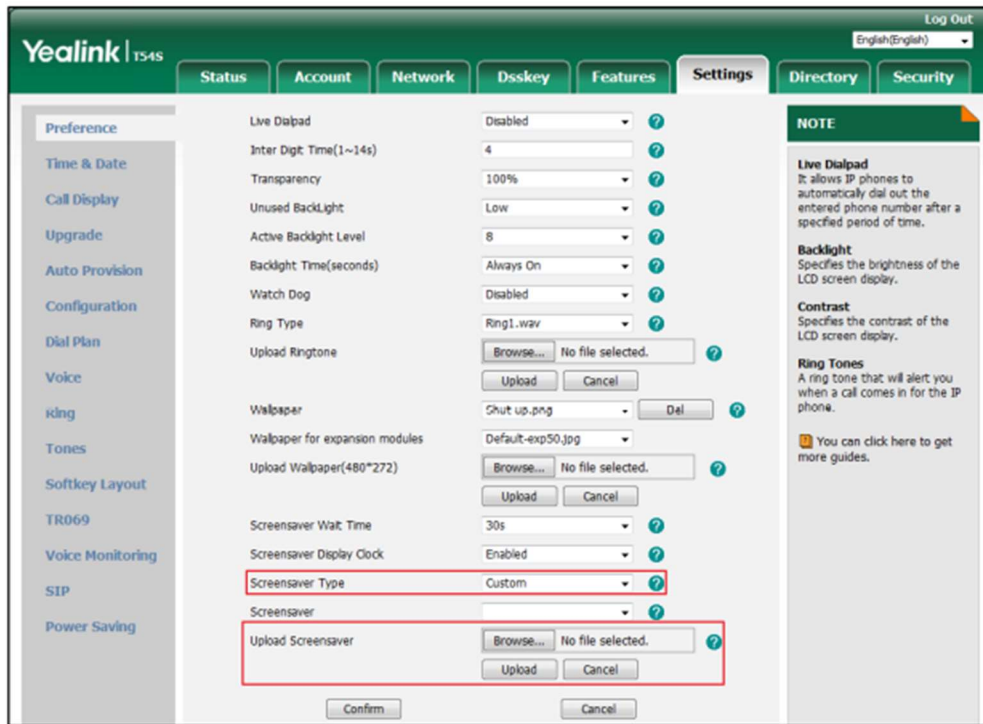 Log Out
Yealink | T54S
English(English)
Status Account Network Dsskey Features Settings Directory Security
Preference
Time & Date
Call Display
Upgrade
Auto Provision
Configuration
Dial Plan
Voice
Ring
Tones
Softkey Layout
TR069
Voice Monitoring
SIP
Power Saving
Live Dialpad Disabled
Inter Digit Time(1~14s) 4
Transparency 100%
Unused BackLight Low
Active Backlight Level 8
Backlight Time(seconds) Always On
Watch Dog Disabled
Ring Type Ring1.wav
Upload Ringtone Browse... No file selected.
Upload Cancel
Wallpaper Shut up.png Del
Wallpaper for expansion modules Default-exp50.jpg
Upload Wallpaper(480*272) Browse... No file selected.
Upload Cancel
Screensaver Wait Time 30s
Screensaver Display Clock Enabled
Screensaver Type Custom
Screensaver
Upload Screensaver Browse... No file selected.
Upload Cancel
Confirm Cancel
NOTE
Live Dialpad
It allows IP phones to
automatically dial out the
entered phone number after a
specified period of time.
Backlight
Specifies the brightness of the
LCD screen display.
Contrast
Specifies the contrast of the
LCD screen display.
Ring Tones
A ring tone that will alert you
when a call comes in for the IP
phone.
You can click here to get
more guides.